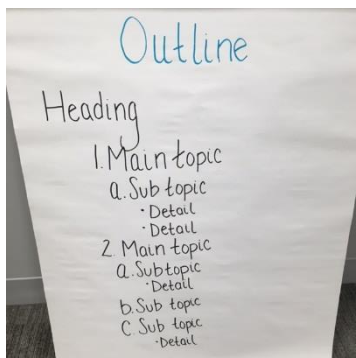 Outline
Heading
1. Main topic
a. Sub topic
· Detail
· Detail
2. Main topic
a. Subtopic
· Detail
b. Sub topic
C. Sub topic
· Detail